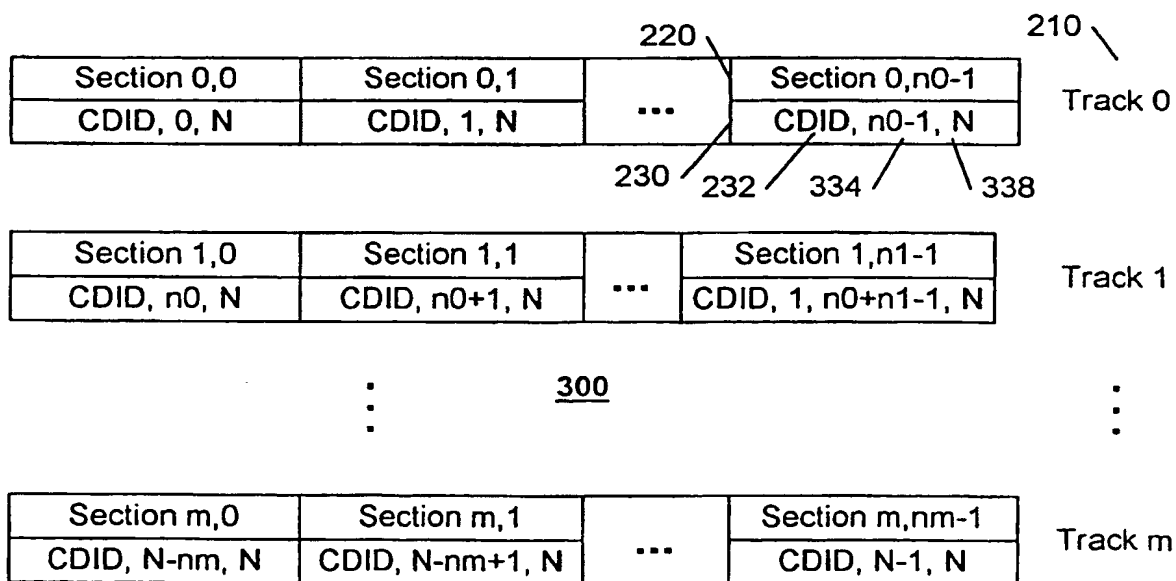 220
210
Section 0,0 Section 0,1 ... Section 0,n0-1
Track 0
CDID, 0, N CDID, 1, N CDID, n0-1, N
230 232 334 338
Section 1,0 Section 1,1 ... Section 1,n1-1
Track 1
CDID, n0, N CDID, n0+1, N CDID, 1, n0+n1-1, N
300
Section m,0 Section m,1 ... Section m,nm-1
Track m
CDID, N-nm, N CDID, N-nm+1, N CDID, N-1, N